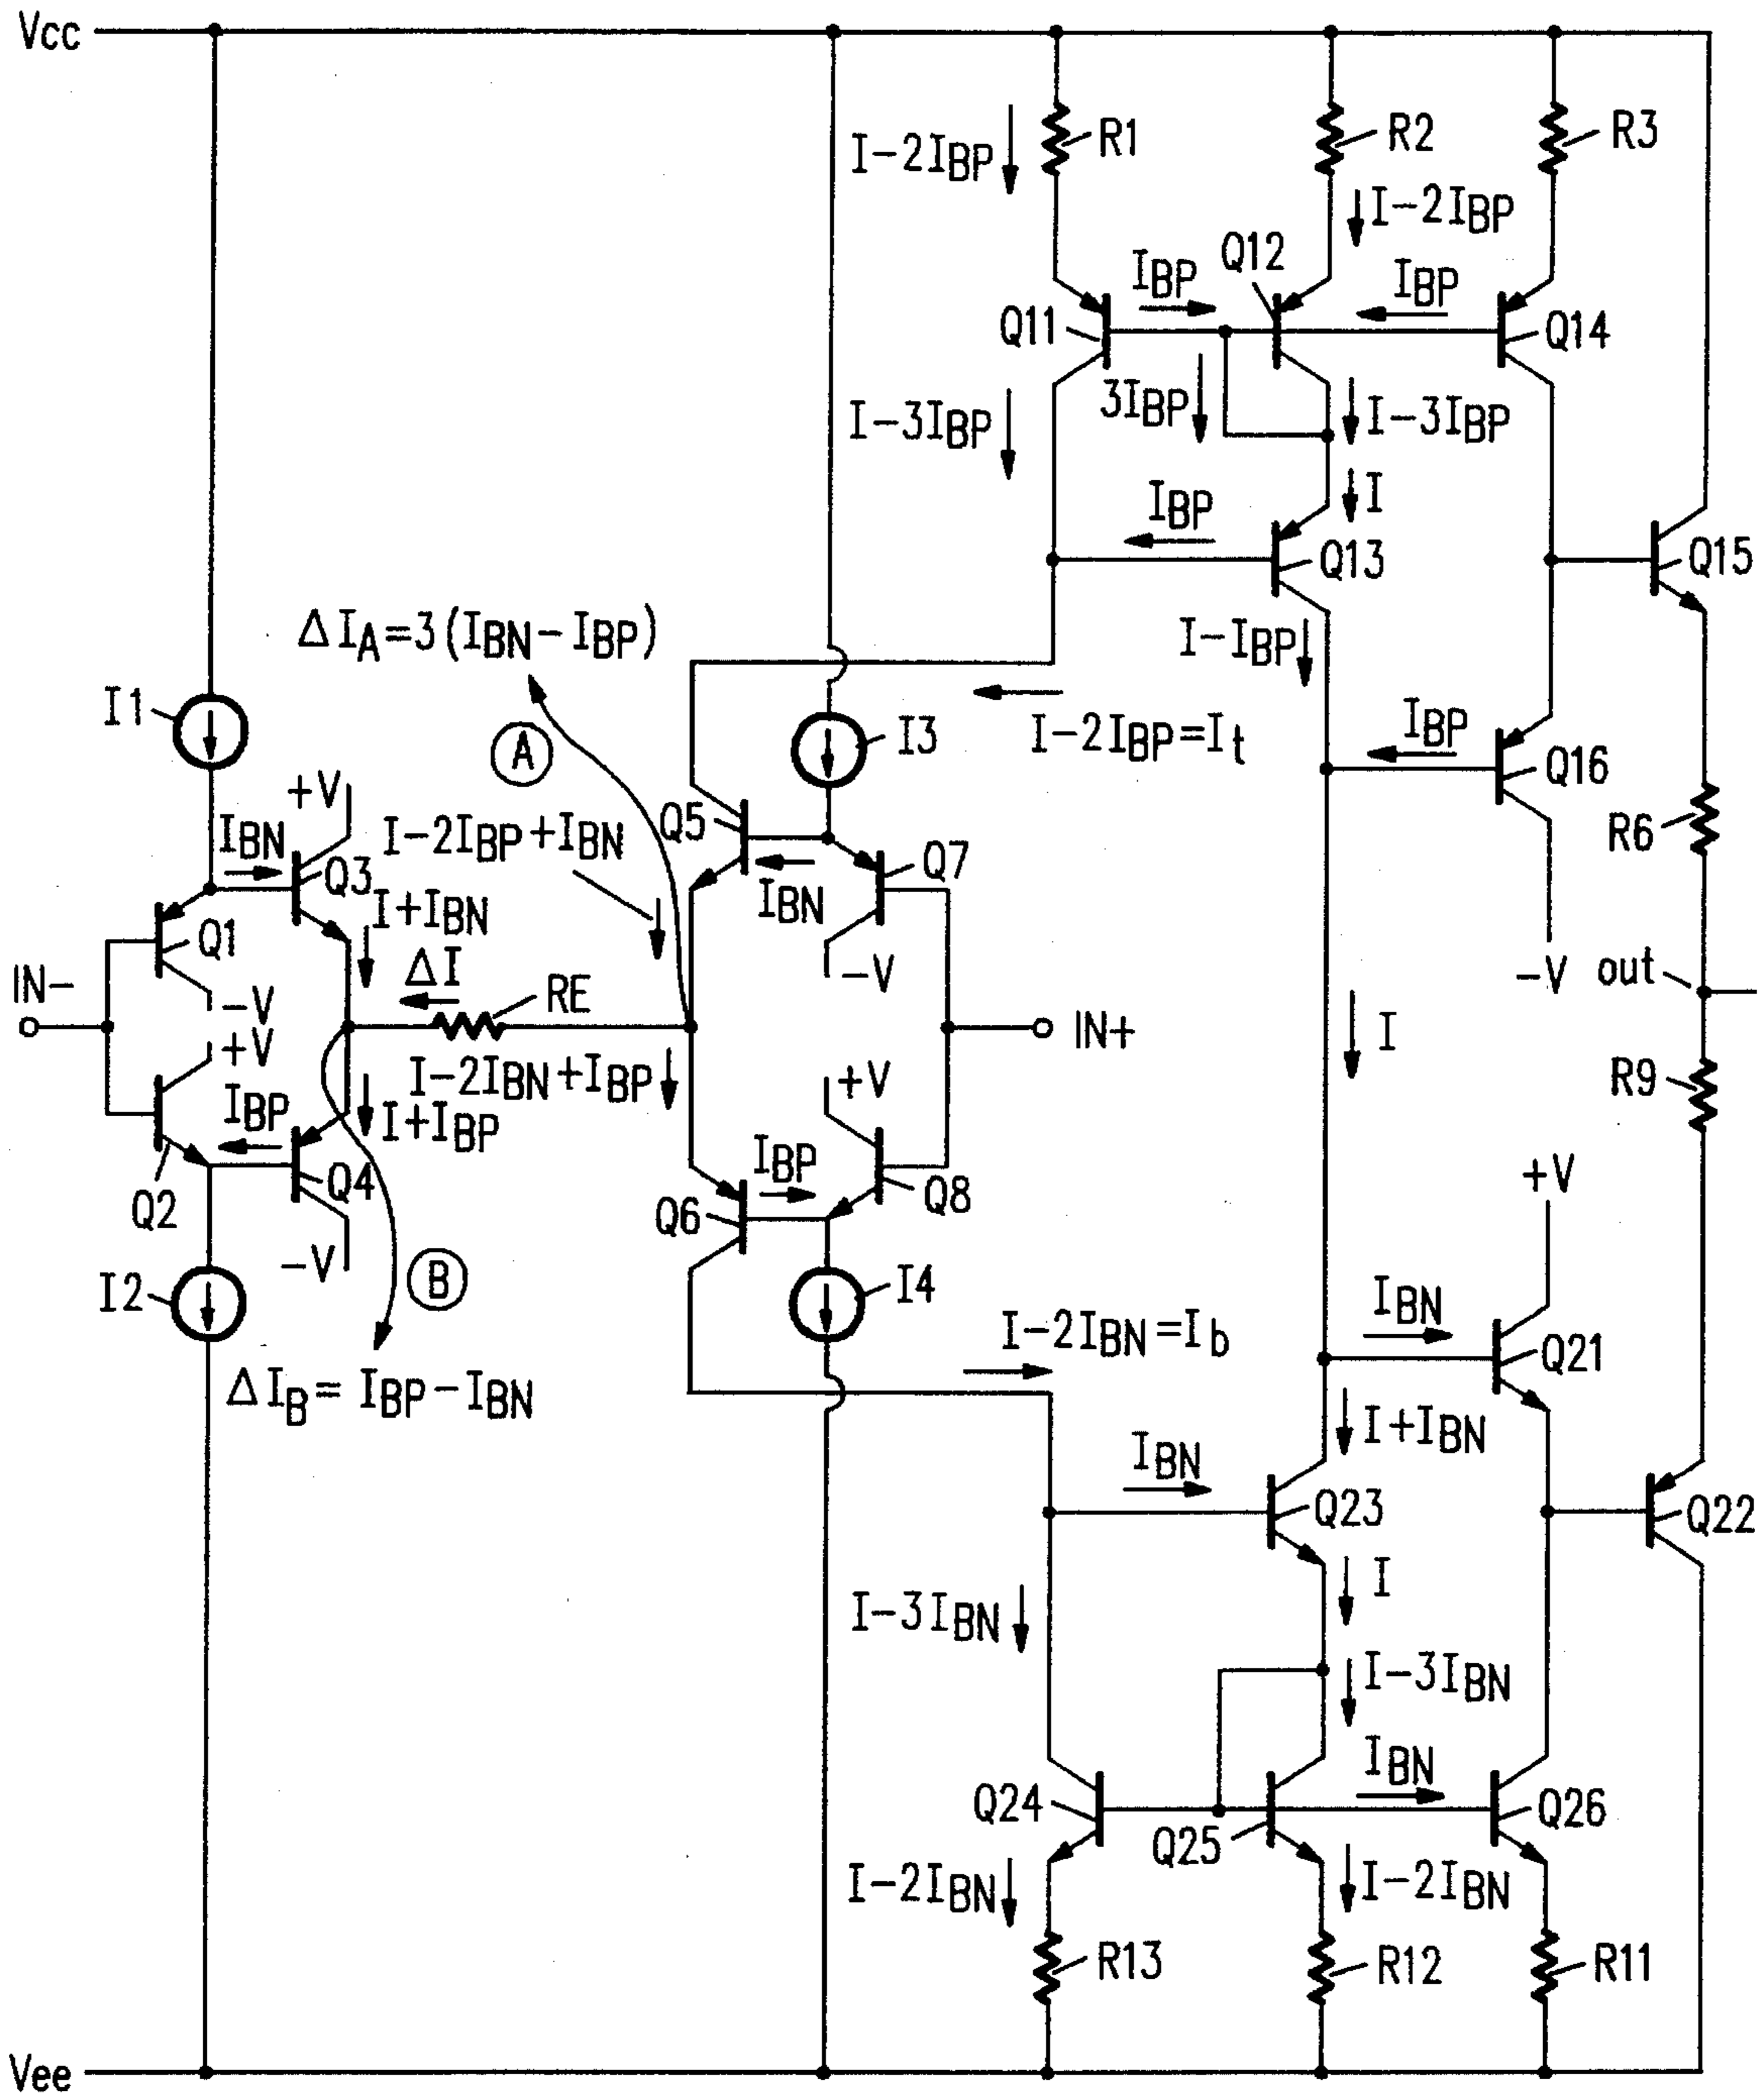 Vcc
R1
R2
R3
I-2IBP
I-2IBP
Q12
IBP
IBP
Q11
Q14
3IBP
I-3IBP
I-3IBP
I
IBP
Q13
Q15
ΔIA=3(IBN-IBP)
I-IBP
I1
A
I3
I-2IBP=It
IBP
Q16
+V
Q5
R6
IBN
Q3
I-2IBP+IBN
Q7
IBN
I+IBN
Q1
ΔI
-V
-V
out
IN-
-V
RE
IN+
I
+V
I-2IBN+IBP
+V
R9
IBP
I+IBP
IBP
+V
Q2
Q4
Q6
Q8
-V
B
I2
I4
IBN
I-2IBN=Ib
Q21
ΔIB= IBP-IBN
I+IBN
IBN
Q23
Q22
I
I-3IBN
I-3IBN
IBN
Q24
Q25
Q26
I-2IBN
I-2IBN
R13
R12
R11
Vee